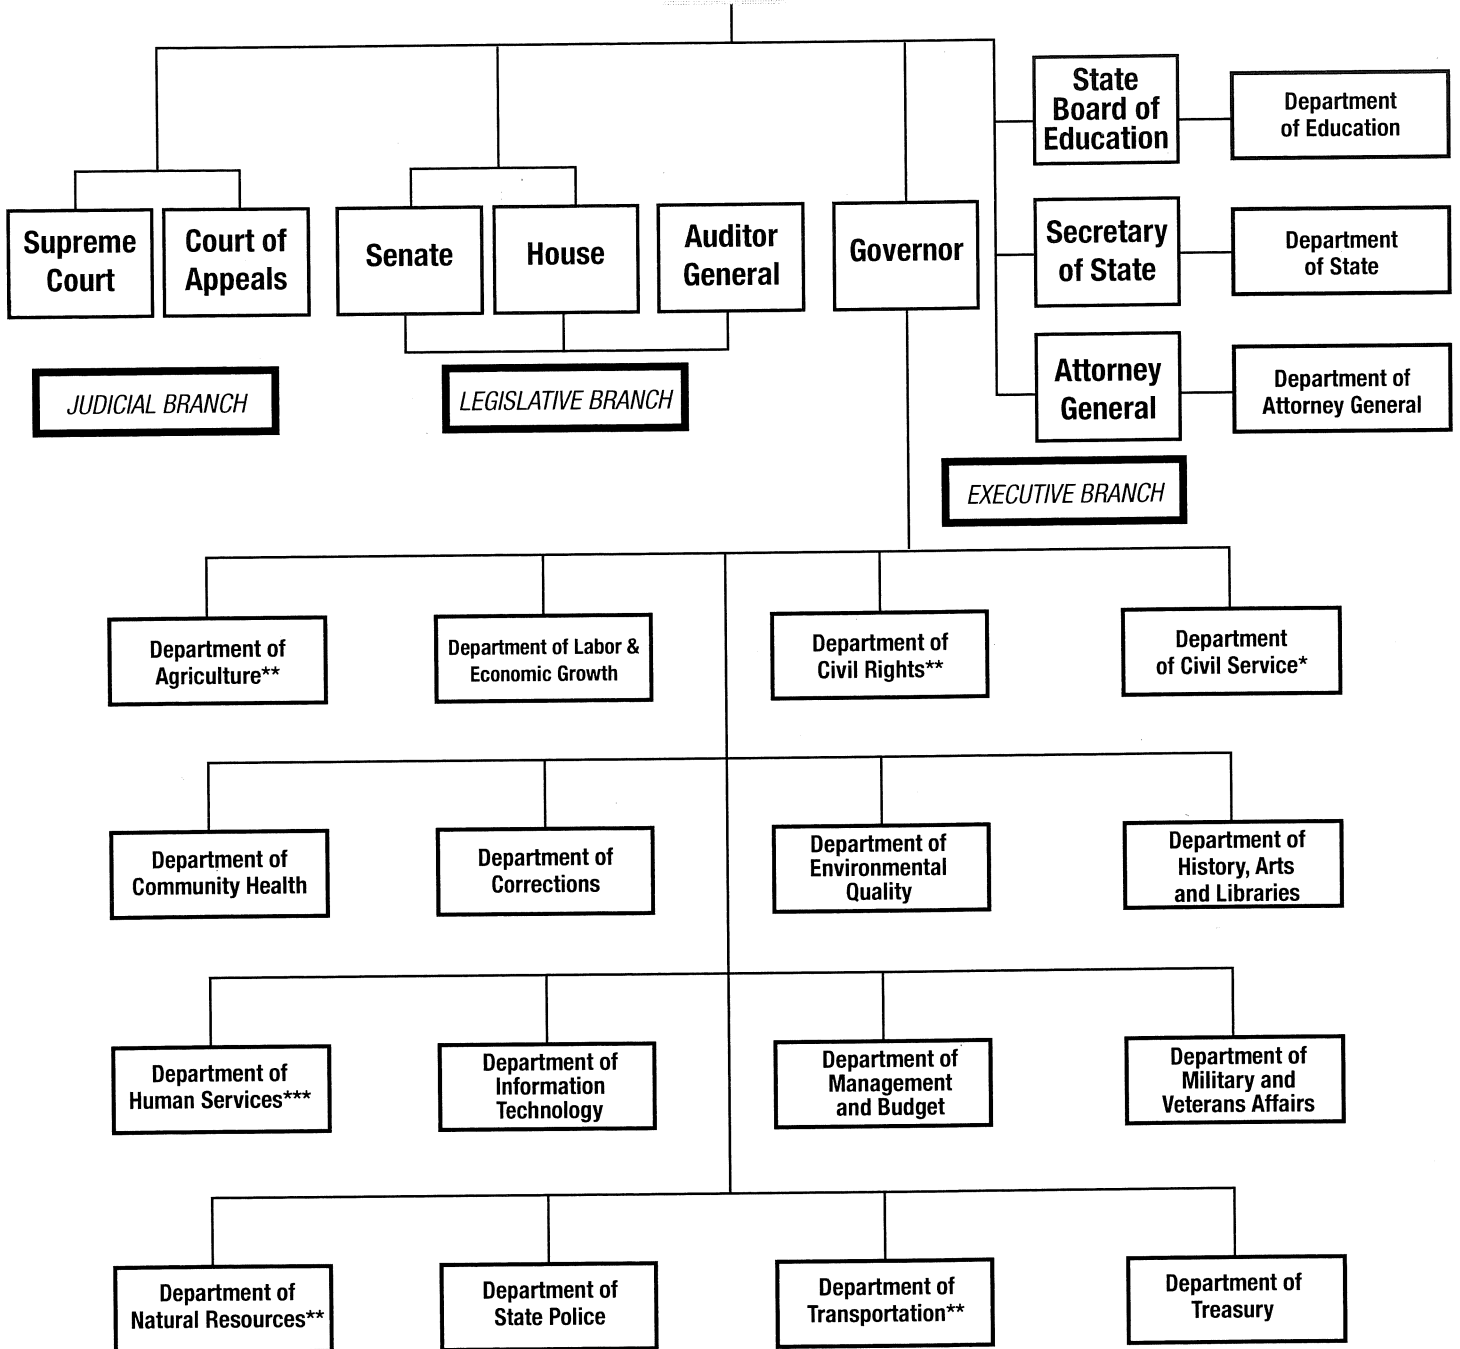 State
Board of
Education
Department
of Education
Supreme
Court
Court of
Appeals
Senate
House
Auditor
General
Governor
Secretary
of State
Department
of State
Attorney
General
Department of
Attorney General
JUDICIAL BRANCH
LEGISLATIVE BRANCH
EXECUTIVE BRANCH
Department of
Agriculture**
Department of Labor &
Economic Growth
Department of
Civil Rights**
Department
of Civil Service*
Department of
Community Health
Department of
Corrections
Department of
Environmental
Quality
Department of
History, Arts
and Libraries
Department of
Human Services***
Department of
Information
Technology
Department of
Management
and Budget
Department of
Military and
Veterans Affairs
Department of
Natural Resources**
Department of
State Police
Department of
Transportation**
Department of
Treasury